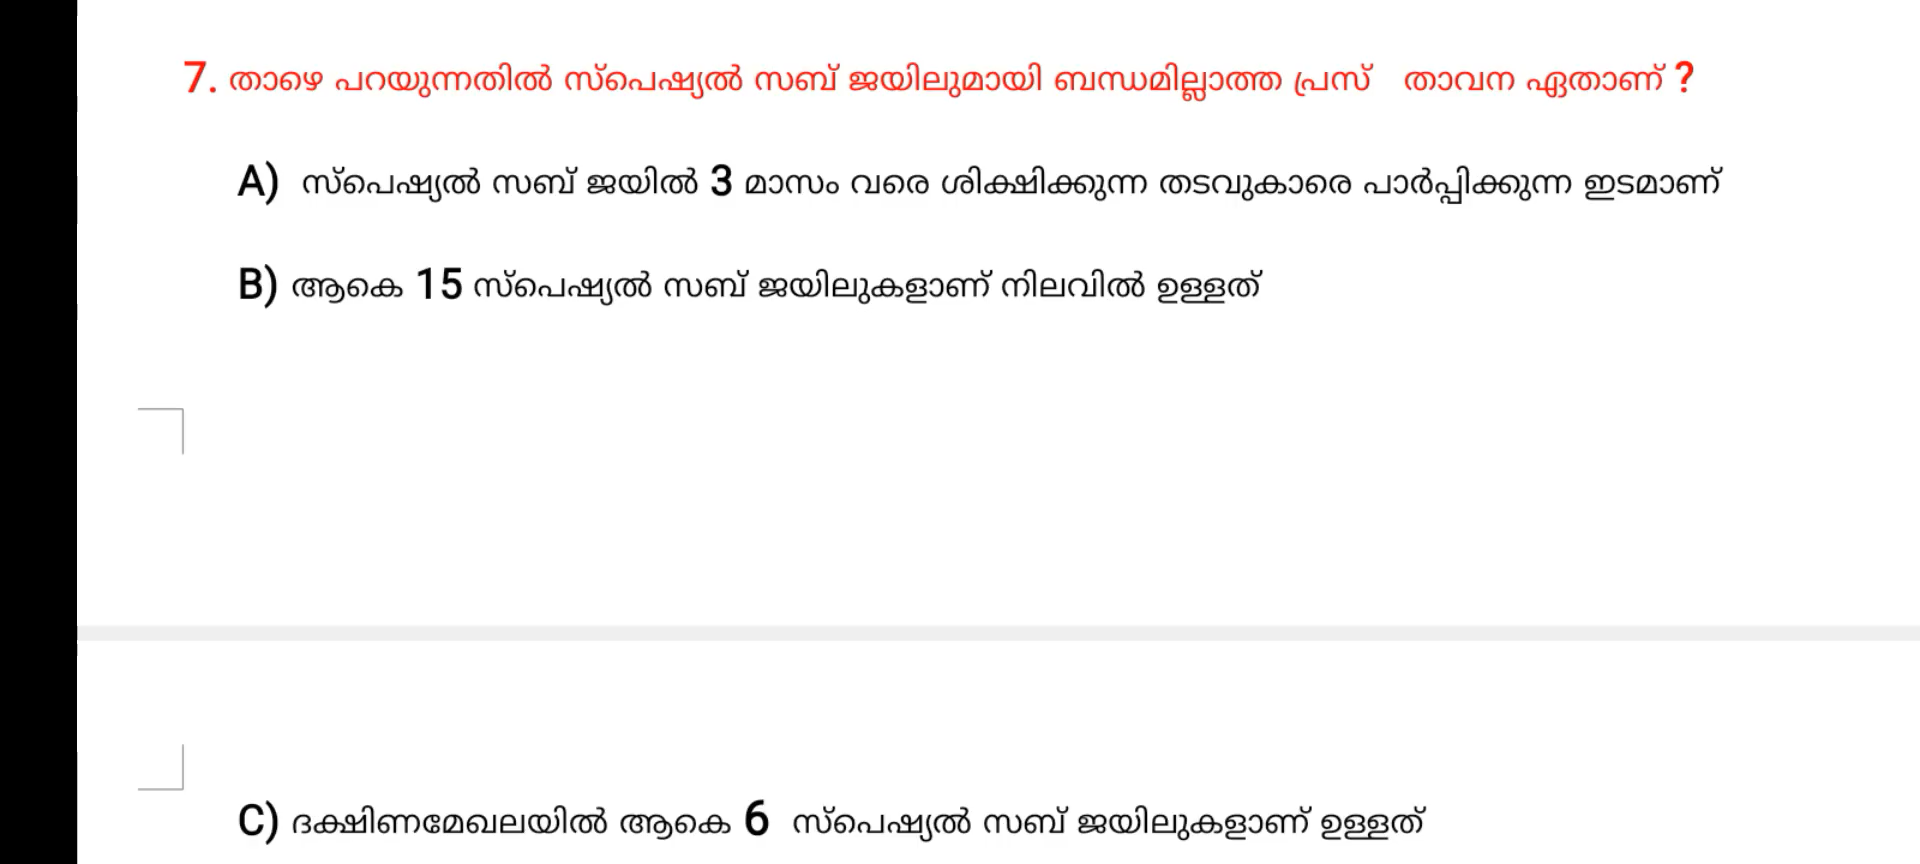 7. താഴെ പറയുന്നതിൽ സ്പെഷ്യൽ സബ് ജയിലുമായി ബന്ധമില്ലാത്ത പ്രസ് താവന ഏതാണ് ?
A) സ്പെഷ്യൽ സബ് ജയിൽ 3 മാസം വരെ ശിക്ഷിക്കുന്ന തടവുകാരെ പാർപ്പിക്കുന്ന ഇടമാണ്
B) ആകെ 15 സ്പെഷ്യൽ സബ് ജയിലുകളാണ് നിലവിൽ ഉള്ളത്
C) ദക്ഷിണമേഖലയിൽ ആകെ 6 സ്പെഷ്യൽ സബ് ജയിലുകളാണ് ഉള്ളത്